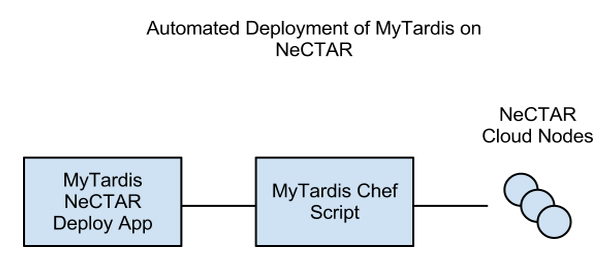 Automated Deployment of MyTardis on
NeCTAR
NeCTAR
Cloud Nodes
MyTardis
NeCTAR
Deploy App
MyTardis Chef
Script